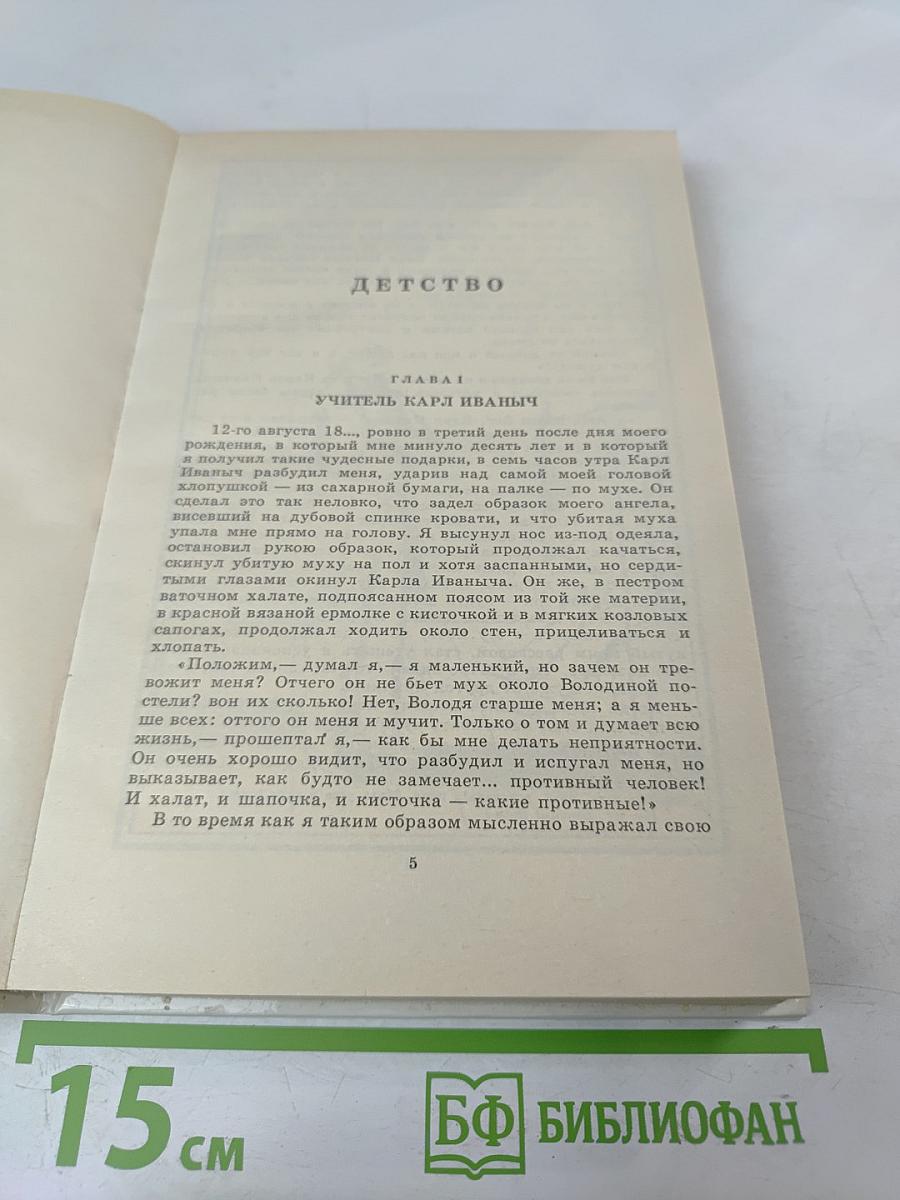 ДЕТСТВО
ГЛАВА I
УЧИТЕЛЬ КАРЛ ИВАНЫЧ
12-го августа 18..., ровно в третий день после дня моего
рождения, в который мне минуло десять лет и в который
я получил такие чудесные подарки, в семь часов утра Карл
Иваныч разбудил меня, ударив над самой моей головой
хлопушкой — из сахарной бумаги, на палке — по мухе. Он
сделал это так неловко, что задел образок моего ангела,
висевший на дубовой спинке кровати, и что убитая муха
упала мне прямо на голову. Я высунул нос из-под одеяла,
остановил рукою образок, который продолжал качаться,
скинул убитую муху на пол и хотя заспанными, но серди-
тыми глазами окинул Карла Иваныча. Он же, в пестром
ваточном халате, подпоясанном поясом из той же материи,
в красной вязаной ермолке с кисточкой и в мягких козловых
сапогах, продолжал ходить около стен, прицеливаться и
хлопать.
«Положим,— думал я,— я маленький, но зачем он тре-
вожит меня? Отчего он не бьет мух около Володиной по-
стели? вон их сколько! Нет, Володя старше меня; а я мень-
ше всех: оттого он меня и мучит. Только о том и думает всю
жизнь,— прошептал я,— как бы мне делать неприятности.
Он очень хорошо видит, что разбудил и испугал меня, но
выказывает, как будто не замечает... противный человек!
И халат, и шапочка, и кисточка — какие противные!»
В то время как я таким образом мысленно выражал свою
5
15 см
БФ БИБЛИОФАН